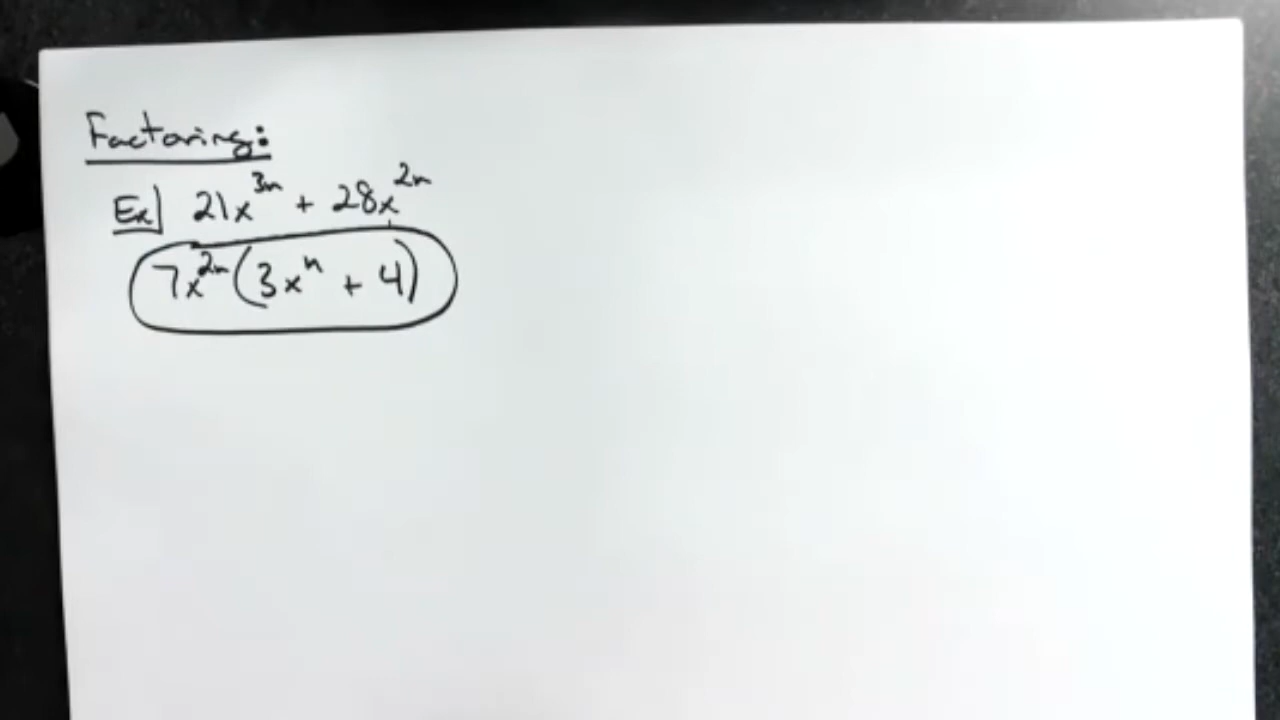 Factoring:
Ex] 21x^{3n} + 28x^{2n}
7x^{2n}(3x^n + 4)